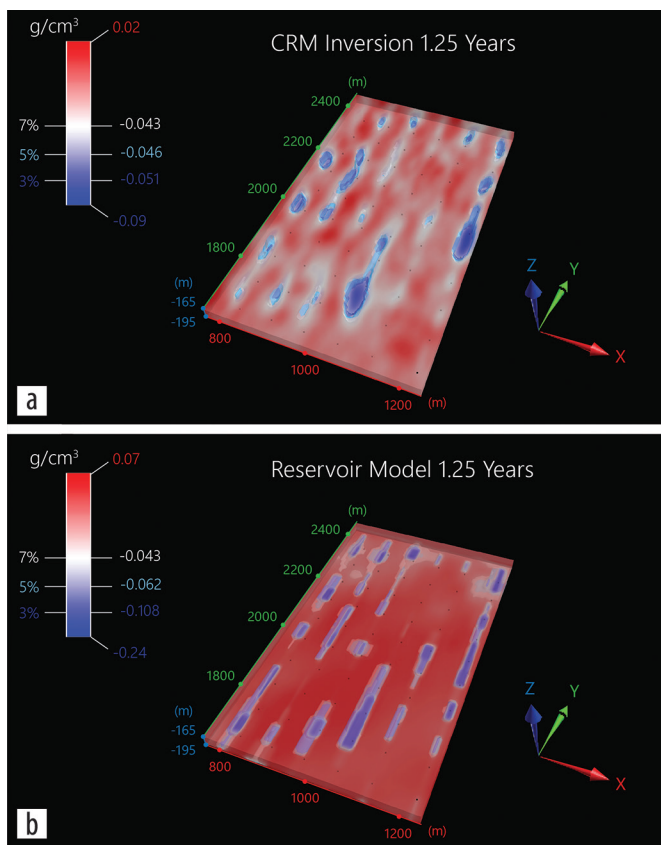 g/cm³
0.02
CRM Inversion 1.25 Years
(m)
2400
7%
-0.043
5%
-0.046
3%
-0.051
2200
-0.09
2000
1800
(m)
-165
-195
800
1000
1200
(m)
Z
Y
X
a
g/cm³
0.07
Reservoir Model 1.25 Years
(m)
2400
7%
-0.043
5%
-0.062
3%
-0.108
2200
-0.24
2000
1800
(m)
-165
-195
800
1000
1200
(m)
Z
Y
X
b